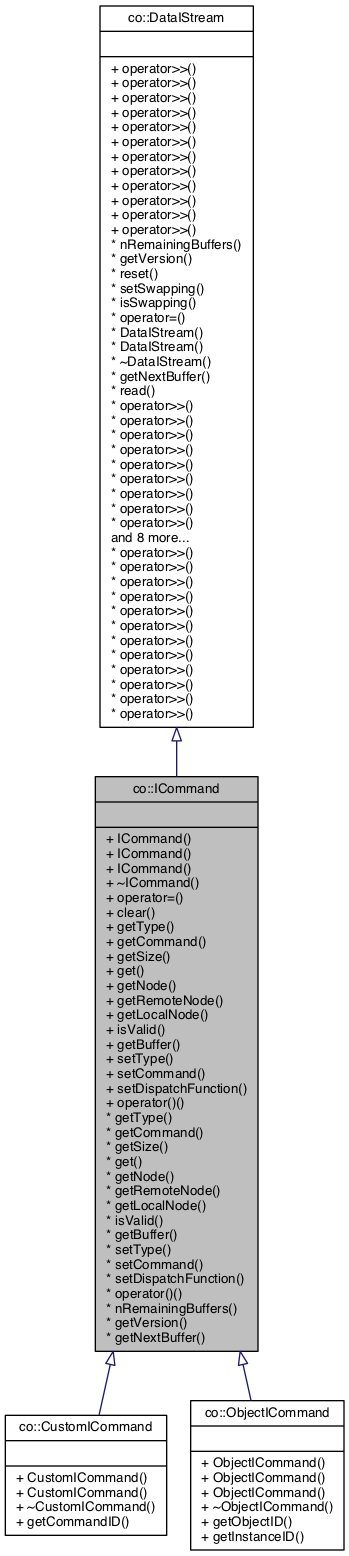 co::DataIStream
+ operator>>()
+ operator>>()
+ operator>>()
+ operator>>()
+ operator>>()
+ operator>>()
+ operator>>()
+ operator>>()
+ operator>>()
+ operator>>()
+ operator>>()
+ operator>>()
* nRemainingBuffers()
* getVersion()
* reset()
* setSwapping()
* isSwapping()
* operator=()
* DataIStream()
* DataIStream()
* ~DataIStream()
* getNextBuffer()
* read()
* operator>>()
* operator>>()
* operator>>()
* operator>>()
* operator>>()
* operator>>()
* operator>>()
* operator>>()
* operator>>()
and 8 more...
* operator>>()
* operator>>()
* operator>>()
* operator>>()
* operator>>()
* operator>>()
* operator>>()
* operator>>()
* operator>>()
* operator>>()
* operator>>()
* operator>>()
co::ICommand
+ ICommand()
+ ICommand()
+ ICommand()
+ ~ICommand()
+ operator=()
+ clear()
+ getType()
+ getCommand()
+ getSize()
+ get()
+ getNode()
+ getRemoteNode()
+ getLocalNode()
+ isValid()
+ getBuffer()
+ setType()
+ setCommand()
+ setDispatchFunction()
+ operator()()
* getType()
* getCommand()
* getSize()
* get()
* getNode()
* getRemoteNode()
* getLocalNode()
* isValid()
* getBuffer()
* setType()
* setCommand()
* setDispatchFunction()
* operator()()
* nRemainingBuffers()
* getVersion()
* getNextBuffer()
co::CustomICommand
+ CustomICommand()
+ CustomICommand()
+ ~CustomICommand()
+ getCommandID()
co::ObjectICommand
+ ObjectICommand()
+ ObjectICommand()
+ ObjectICommand()
+ ~ObjectICommand()
+ getObjectID()
+ getInstanceID()